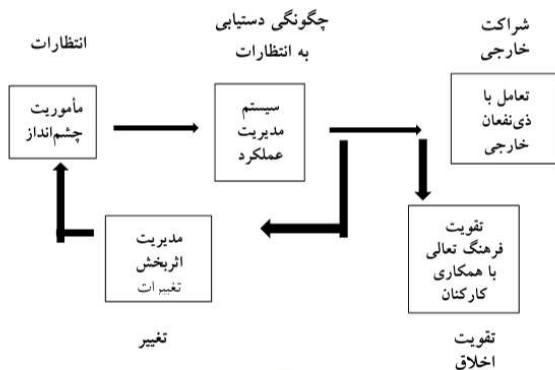 شراکت
خارجی
چگونگی دستیابی
به انتظارات
انتظارات
تعامل با
ذی‌نفعان
خارجی
سیستم
مدیریت
عملکرد
مأموریت
چشم‌انداز
تقویت
فرهنگ تعالی
با همکاری
کارکنان
مدیریت
اثربخش
تغییرات
تقویت
اخلاق
تغییر